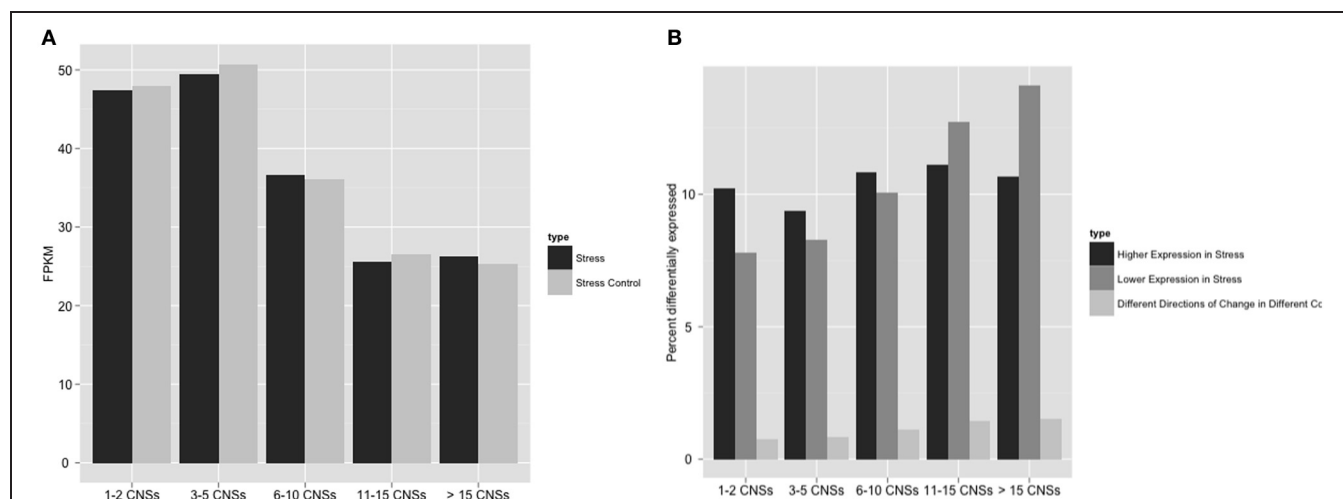 A
50
40
30
20
10
0
FPKM
1-2 CNSs 3-5 CNSs 6-10 CNSs 11-15 CNSs > 15 CNSs
type
Stress
Stress Control
B
10
5
0
Percent differentially expressed
1-2 CNSs 3-5 CNSs 6-10 CNSs 11-15 CNSs > 15 CNSs
type
Higher Expression in Stress
Lower Expression in Stress
Different Directions of Change in Different